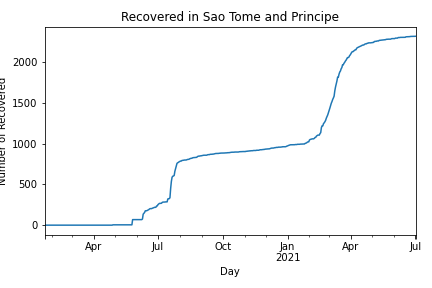 Recovered in Sao Tome and Principe
Number of Recovered
2000
1500
1000
500
0
Apr
Jul
Oct
Jan
2021
Apr
Jul
Day